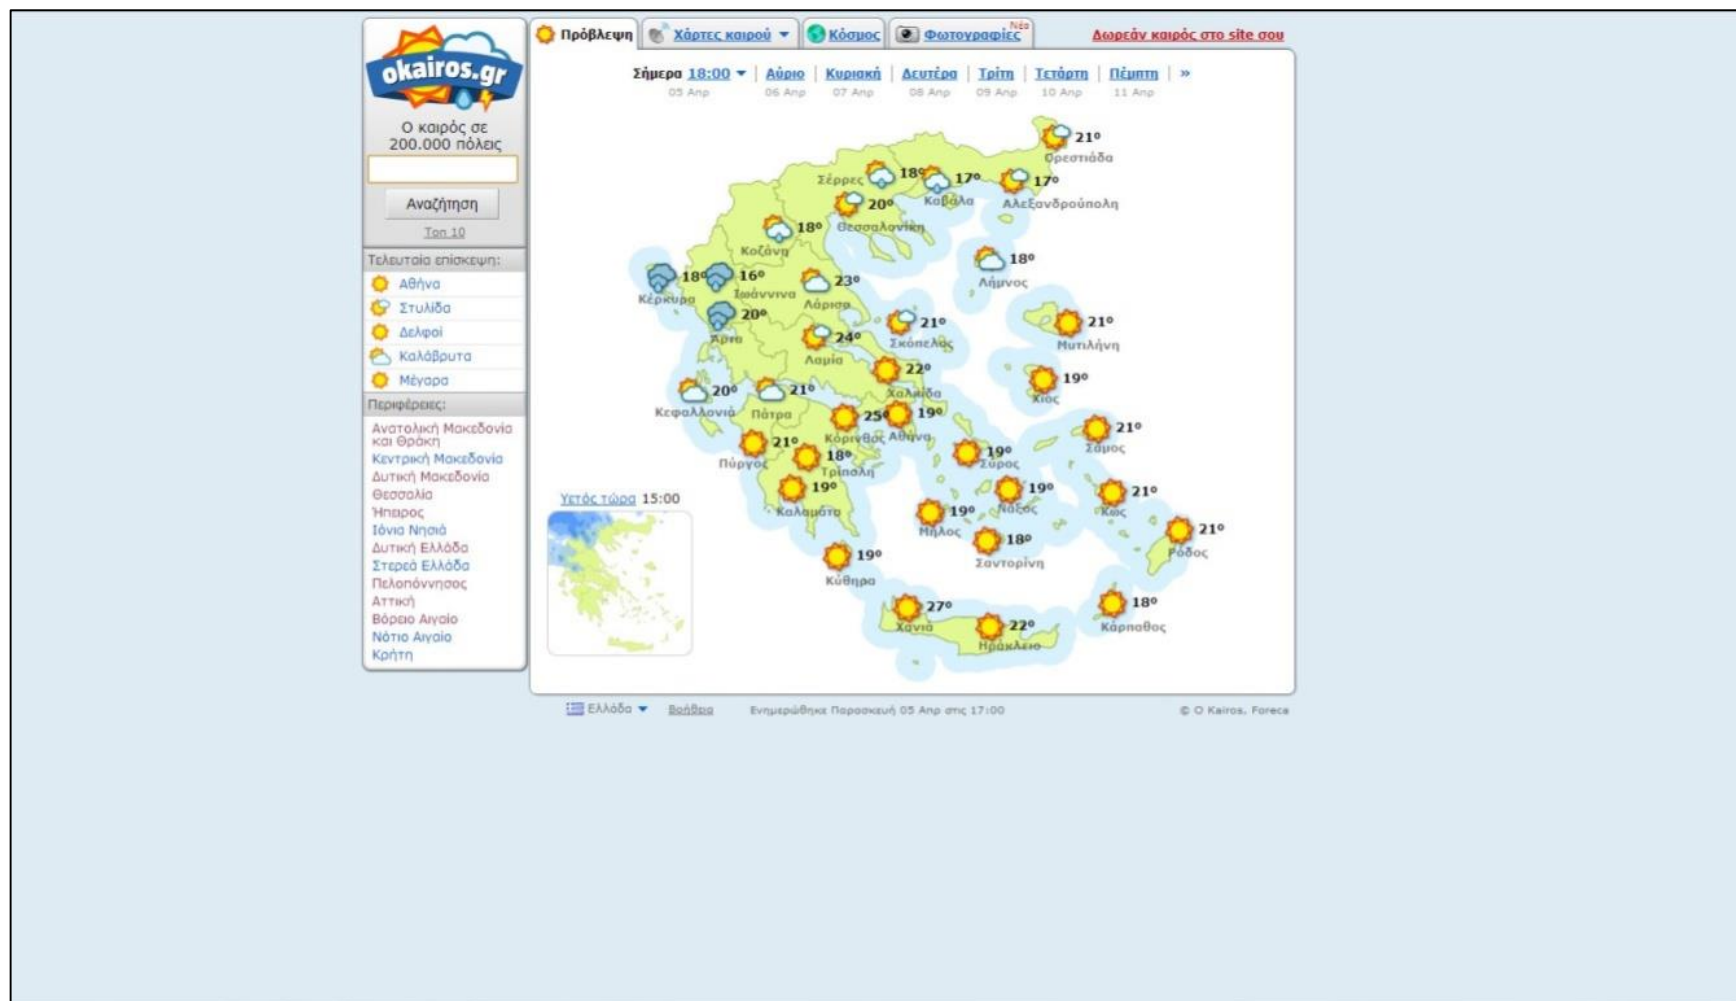 okairos.gr
Ο καιρός σε
200.000 πόλεις
Αναζήτηση
Τοπ 10
Τελευταία επίσκεψη:
Αθήνα
Στυλίδα
Δελφοί
Καλάβρυτα
Μέγαρα
Περιφέρειες:
Ανατολική Μακεδονία
και Θράκη
Κεντρική Μακεδονία
Δυτική Μακεδονία
Θεσσαλία
Ήπειρος
Ιόνια Νησιά
Δυτική Ελλάδα
Στερεά Ελλάδα
Πελοπόννησος
Αττική
Βόρειο Αιγαίο
Νότιο Αιγαίο
Κρήτη
Πρόβλεψη Χάρτες καιρού Κόσμος Φωτογραφίες Νέο Δωρεάν καιρός στο site σου
Σήμερα 18:00 Αύριο Κυριακή Δευτέρα Τρίτη Τετάρτη Πέμπτη »
05 Απρ 06 Απρ 07 Απρ 08 Απρ 09 Απρ 10 Απρ 11 Απρ
21° Ορεστιάδα
Σέρρες 18°
17° Καβάλα
17° Αλεξανδρούπολη
20° Θεσσαλονίκη
18° Κοζάνη
18° Λήμνος
18° Κέρκυρα
16° Ιωάννινα
23° Λάρισα
20° Άρτα
21° Σκόπελος
21° Μυτιλήνη
24° Λαμία
22° Χαλκίδα
19° Χίος
20° Κεφαλλονιά
21° Πάτρα
25° Κόρινθος
19° Αθήνα
21° Σάμος
21° Πύργος
18° Τρίπολη
19° Σύρος
19° Καλαμάτα
19° Νάξος
21° Κως
19° Μήλος
18° Σαντορίνη
21° Ρόδος
19° Κύθηρα
27° Χανιά
22° Ηράκλειο
18° Κάρπαθος
Υετός τώρα 15:00
Ελλάδα Βοήθεια Ενημερώθηκε Παρασκευή 05 Απρ στις 17:00 © O Kairos, Foreca